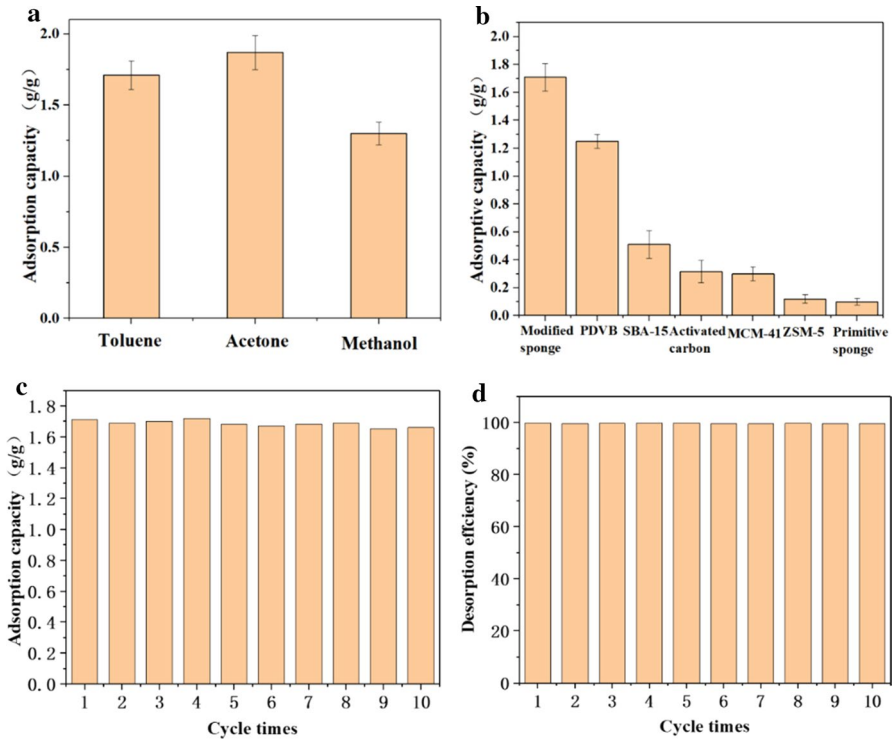 a
Adsorption capacity（g/g）
2.0
1.5
1.0
0.5
0.0
Toluene Acetone Methanol
b
Adsorptive capacity（g/g）
2.0
1.8
1.6
1.4
1.2
1.0
0.8
0.6
0.4
0.2
0.0
Modified sponge PDVB SBA-15 Activated carbon MCM-41 ZSM-5 Primitive sponge
c
Adsorption capacity（g/g）
1.8
1.6
1.4
1.2
1.0
0.8
0.6
0.4
0.2
0.0
1 2 3 4 5 6 7 8 9 10
Cycle times
d
Desorption effciency (%)
100
80
60
40
20
0
1 2 3 4 5 6 7 8 9 10
Cycle times